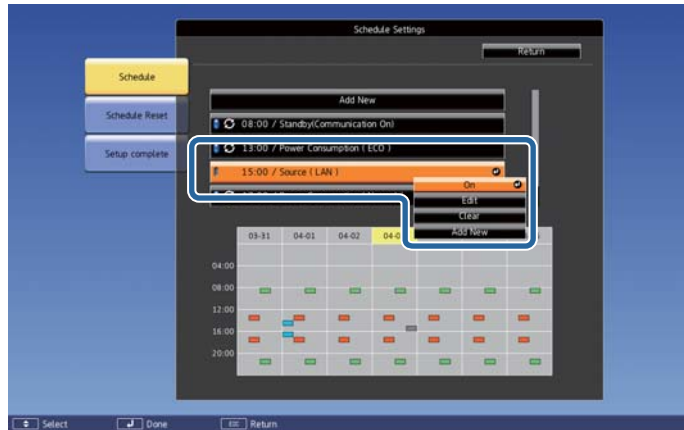 Schedule Settings
Return
Schedule
Schedule Reset
Setup complete
Add New
08:00 / Standby(Communication On)
13:00 / Power Consumption ( ECO )
15:00 / Source ( LAN )
On
Edit
Clear
Add New
03-31 04-01 04-02
04:00
08:00
12:00
16:00
20:00
Select Done Esc Return